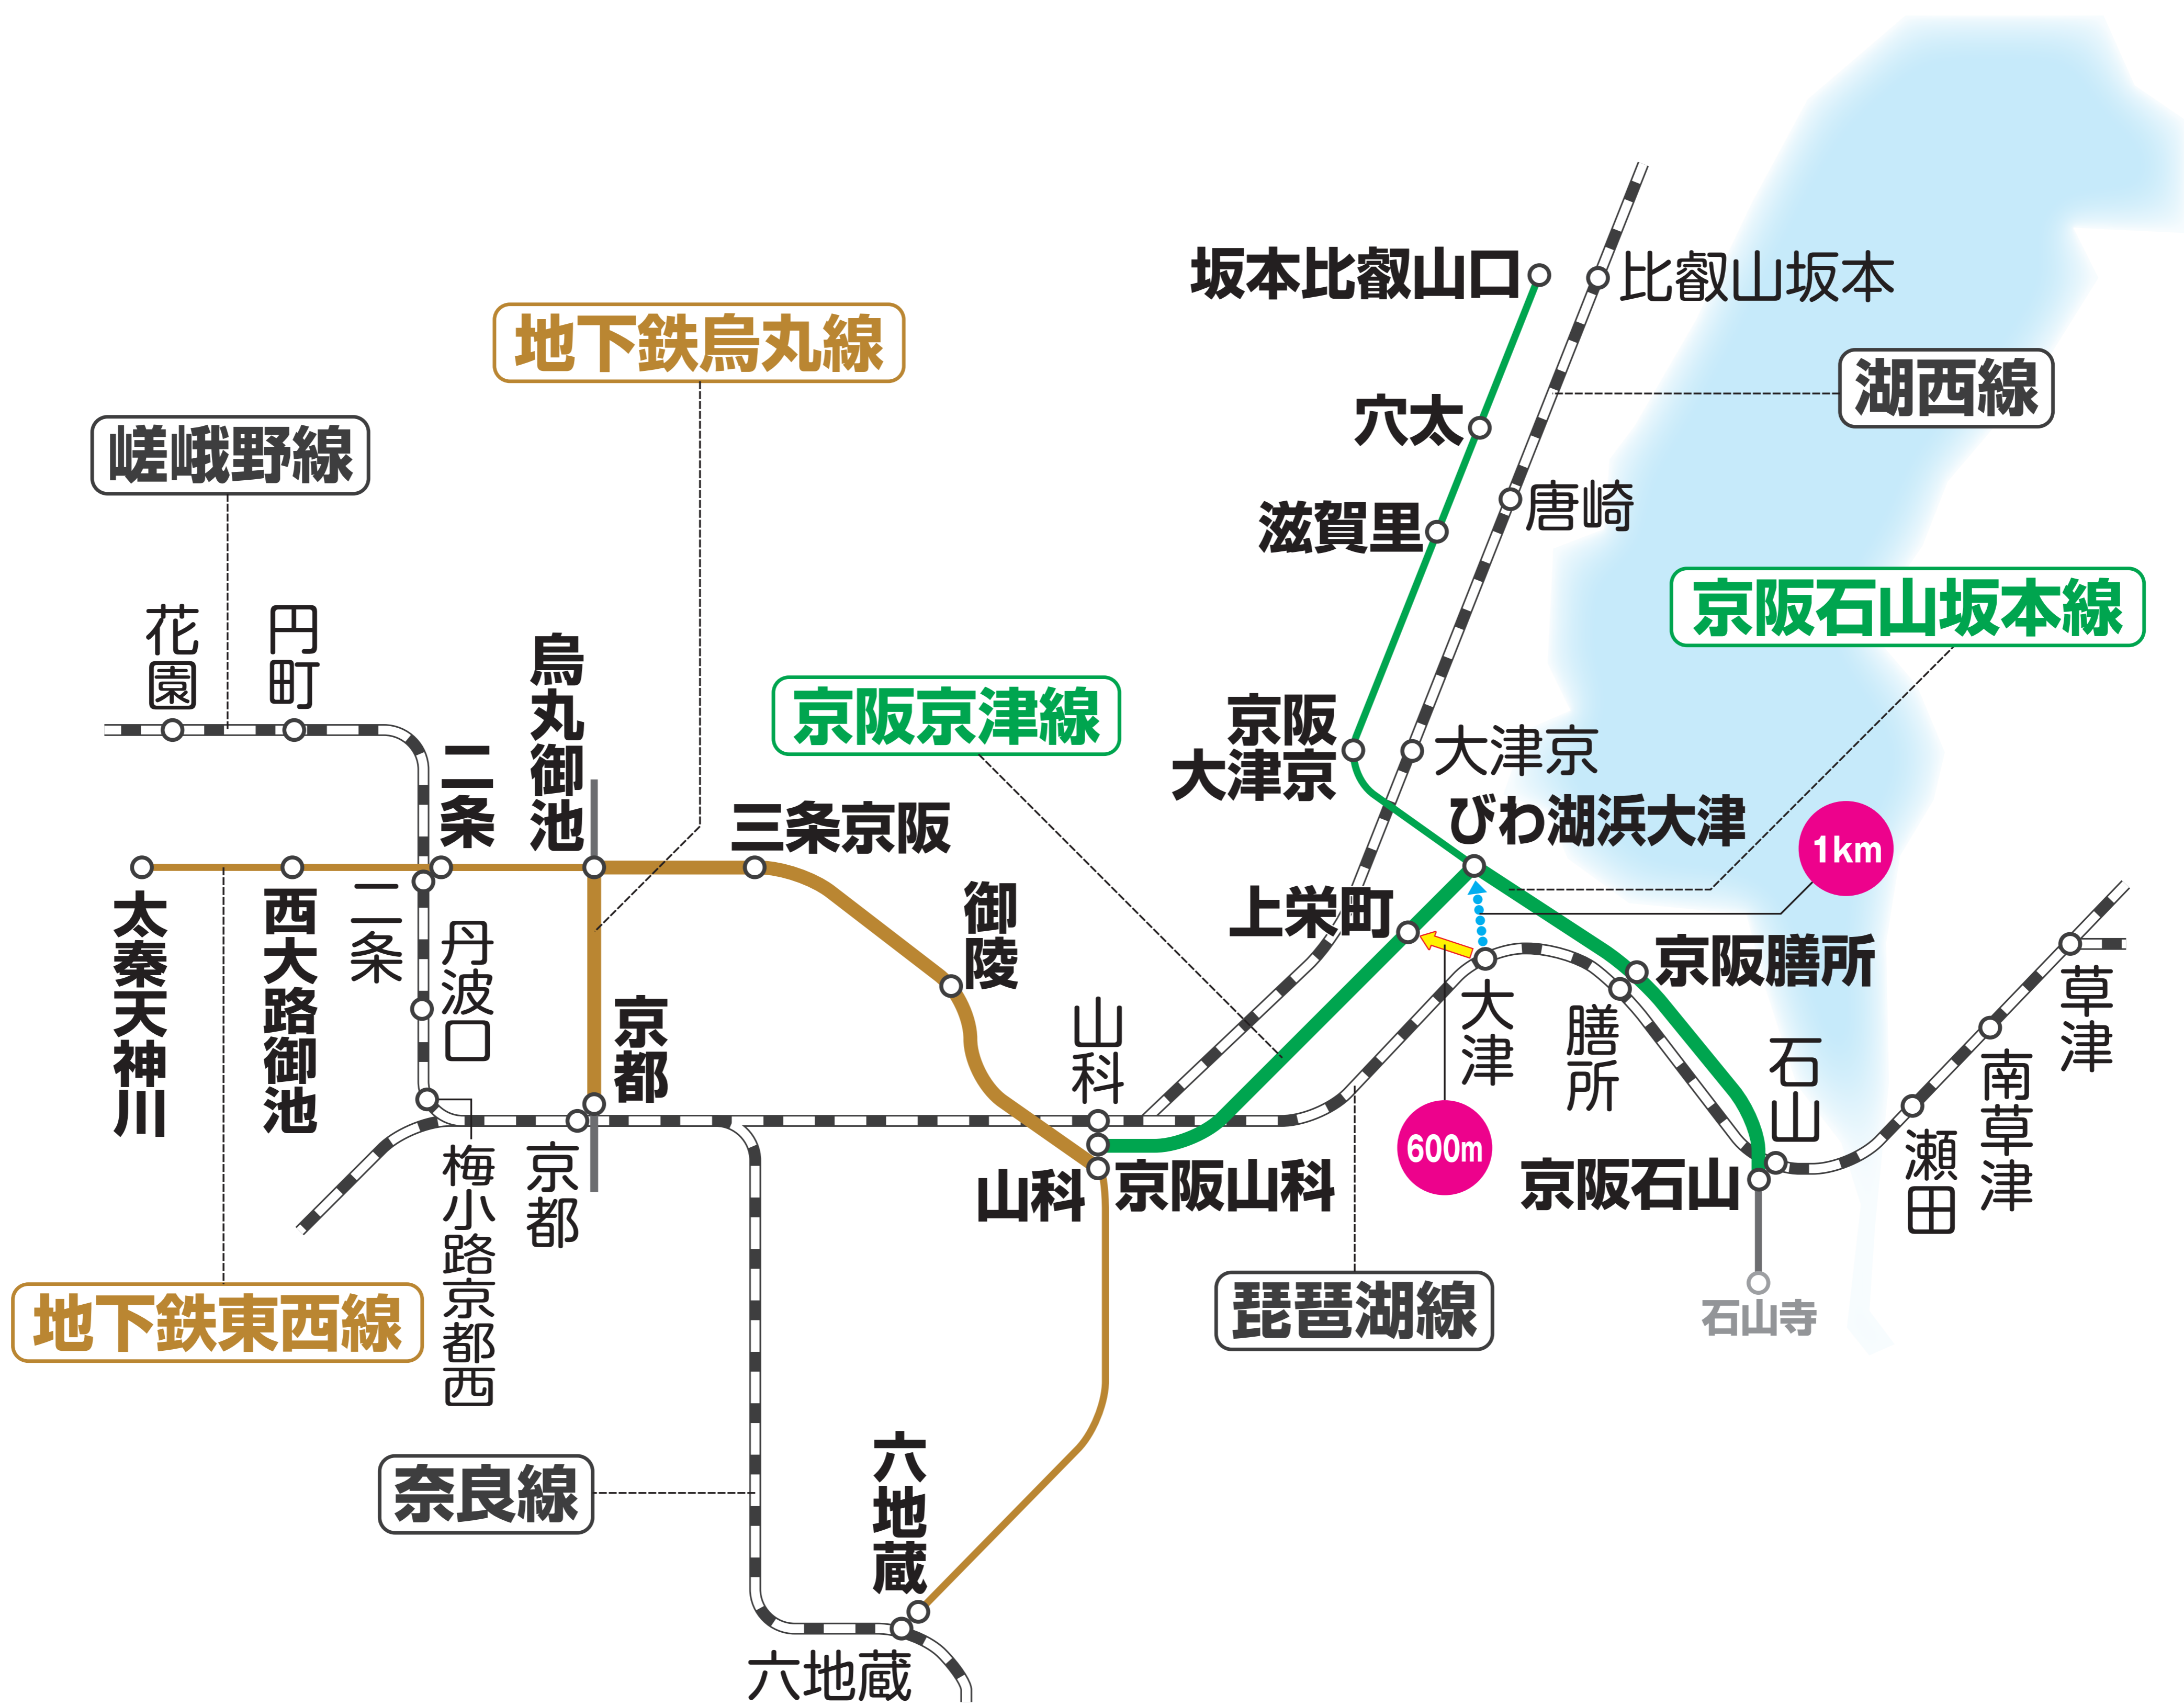 坂本比叡山口
比叡山坂本
地下鉄烏丸線
湖西線
穴太
嵯峨野線
唐崎
滋賀里
京阪石山坂本線
花園
円町
烏丸御池
京阪京津線
京阪
大津京
大津京
二条
びわ湖浜大津
三条京阪
1km
太秦天神川
西大路御池
二条
丹波口
御陵
上栄町
京阪膳所
京都
山科
大津
膳所
石山
草津
南草津
瀬田
600m
梅小路京都西
京都
山科
京阪山科
京阪石山
地下鉄東西線
琵琶湖線
石山寺
奈良線
六地蔵
六地蔵